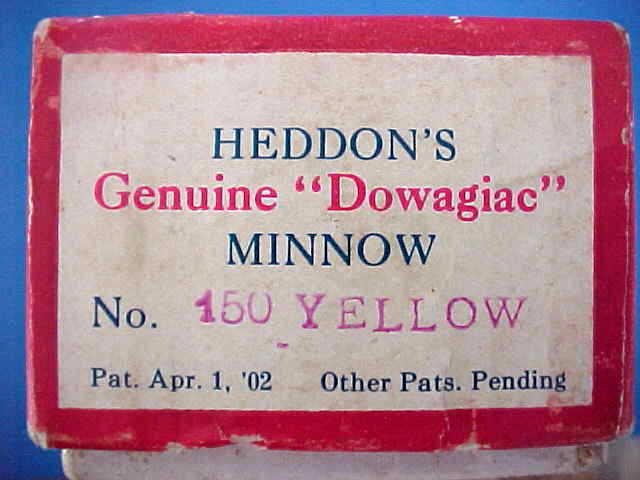 HEDDON'S
Genuine “Dowagiac”
MINNOW
No. 150 YELLOW
Pat. Apr. 1, '02 Other Pats. Pending